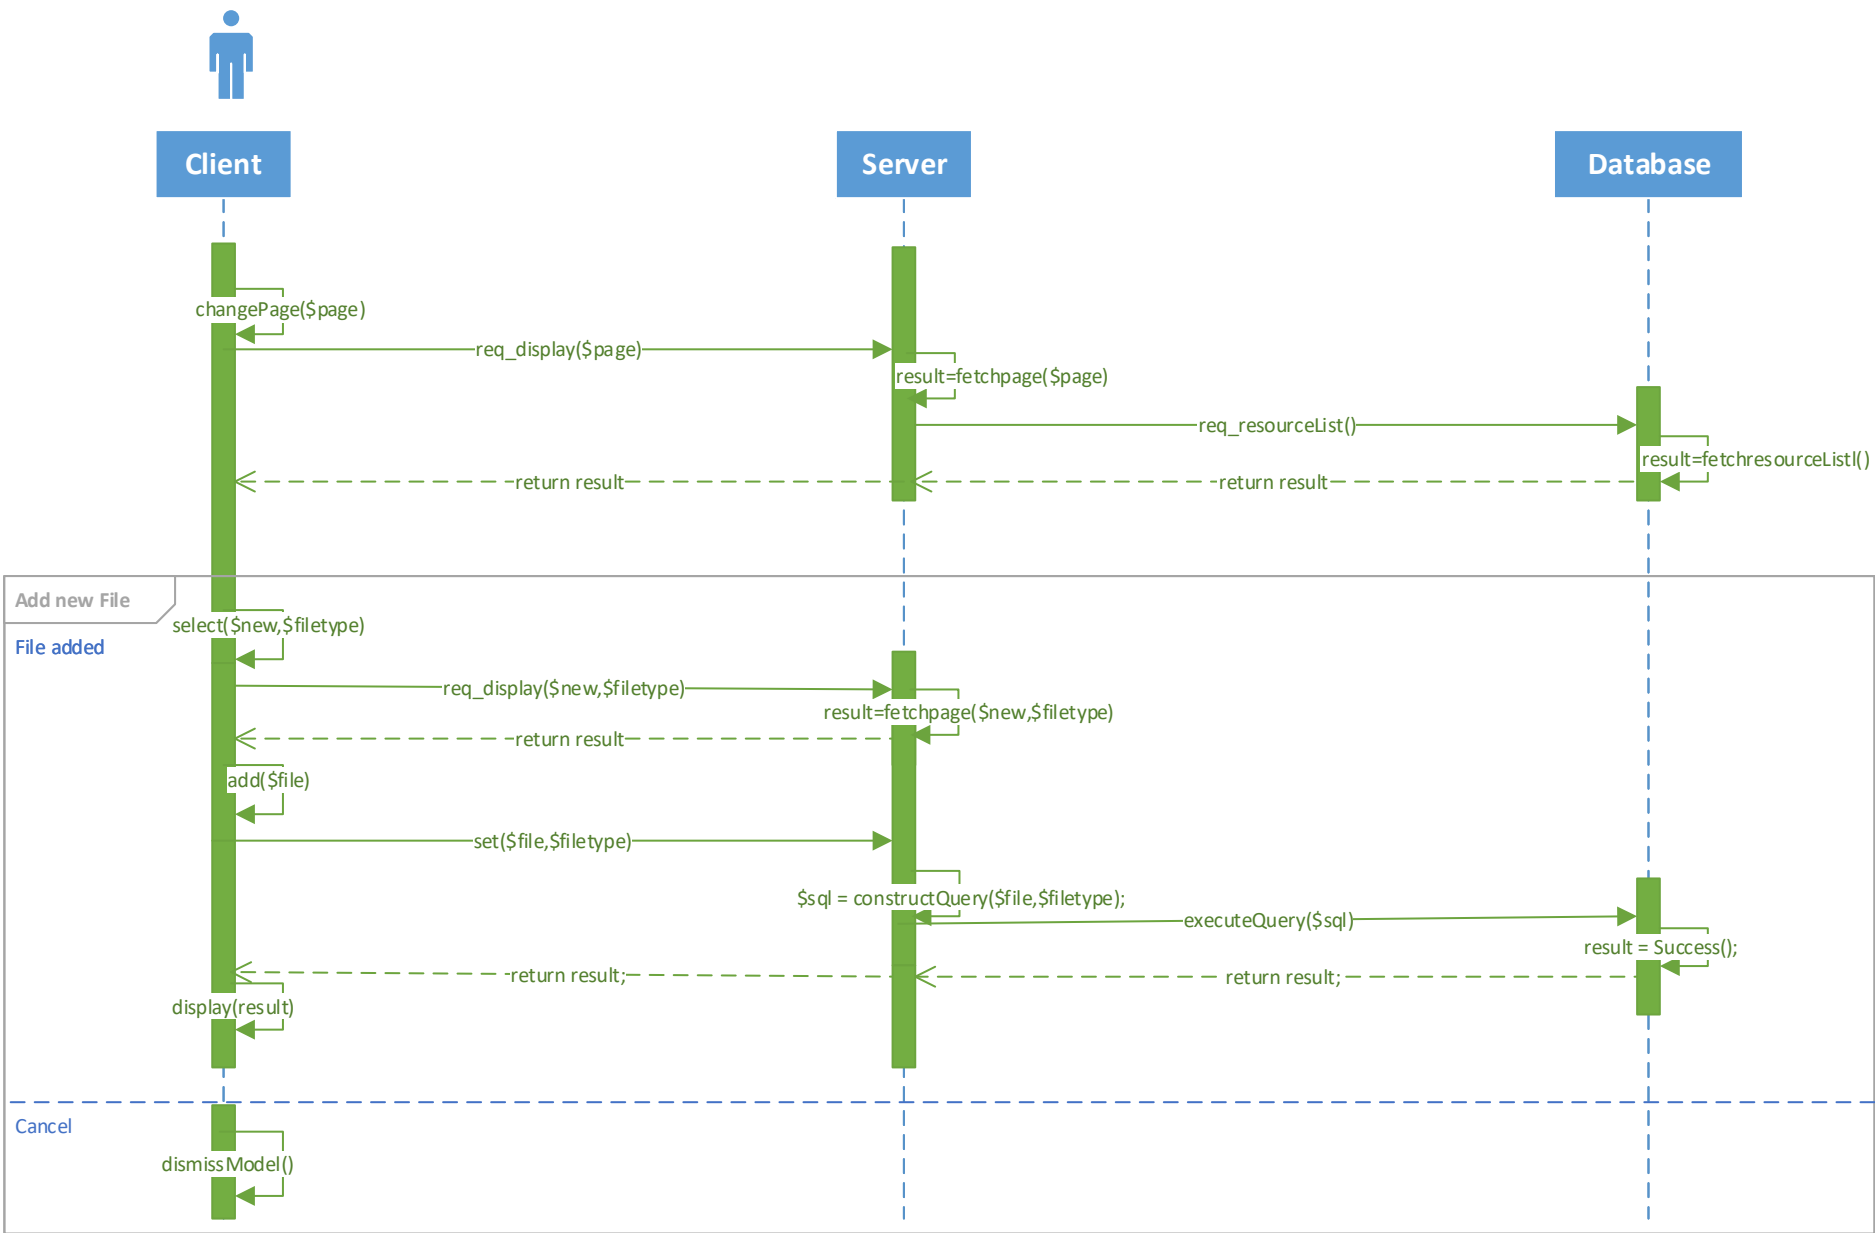 Client
Server
Database
changePage($page)
req_display($page)
result=fetchpage($page)
req_resourceList()
result=fetchresourceListl()
return result
return result
Add new File
select($new,$filetype)
File added
req_display($new,$filetype)
result=fetchpage($new,$filetype)
return result
add($file)
set($file,$filetype)
$sql = constructQuery($file,$filetype);
executeQuery($sql)
result = Success();
return result;
return result;
display(result)
Cancel
dismissModel()